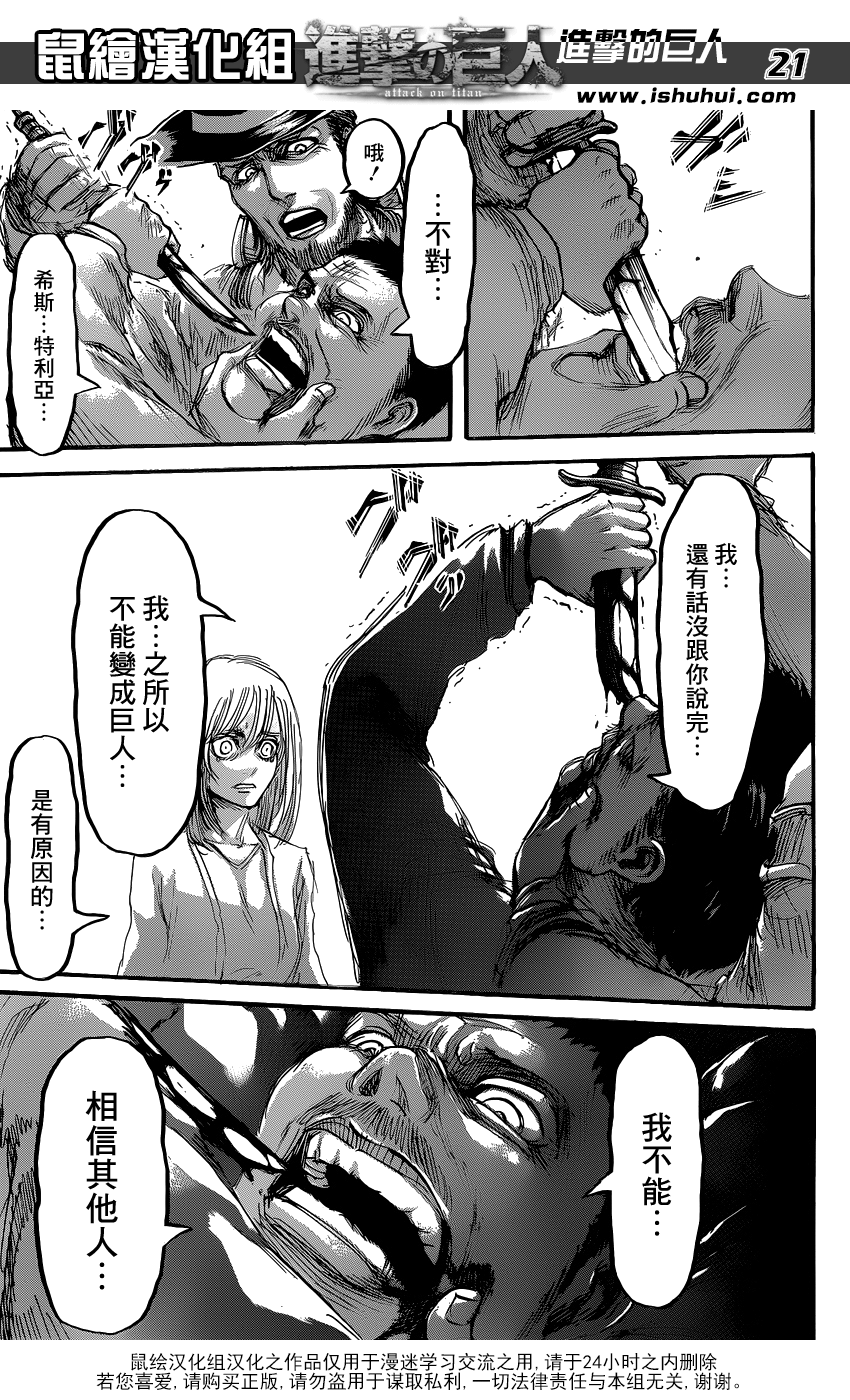 鼠繪漢化組
進撃の巨人
attack on titan
進擊的巨人
21
www.ishuhui.com
…不對…
哦!
希斯…特利亞…
我…
還有話沒跟你說完…
我…之所以
不能變成巨人…
是有原因的…
我不能…
相信其他人…
鼠绘汉化组汉化之作品仅用于漫迷学习交流之用,请于24小时之内删除
若您喜爱,请购买正版,请勿用于谋取私利,一切法律责任与本组无关,谢谢。